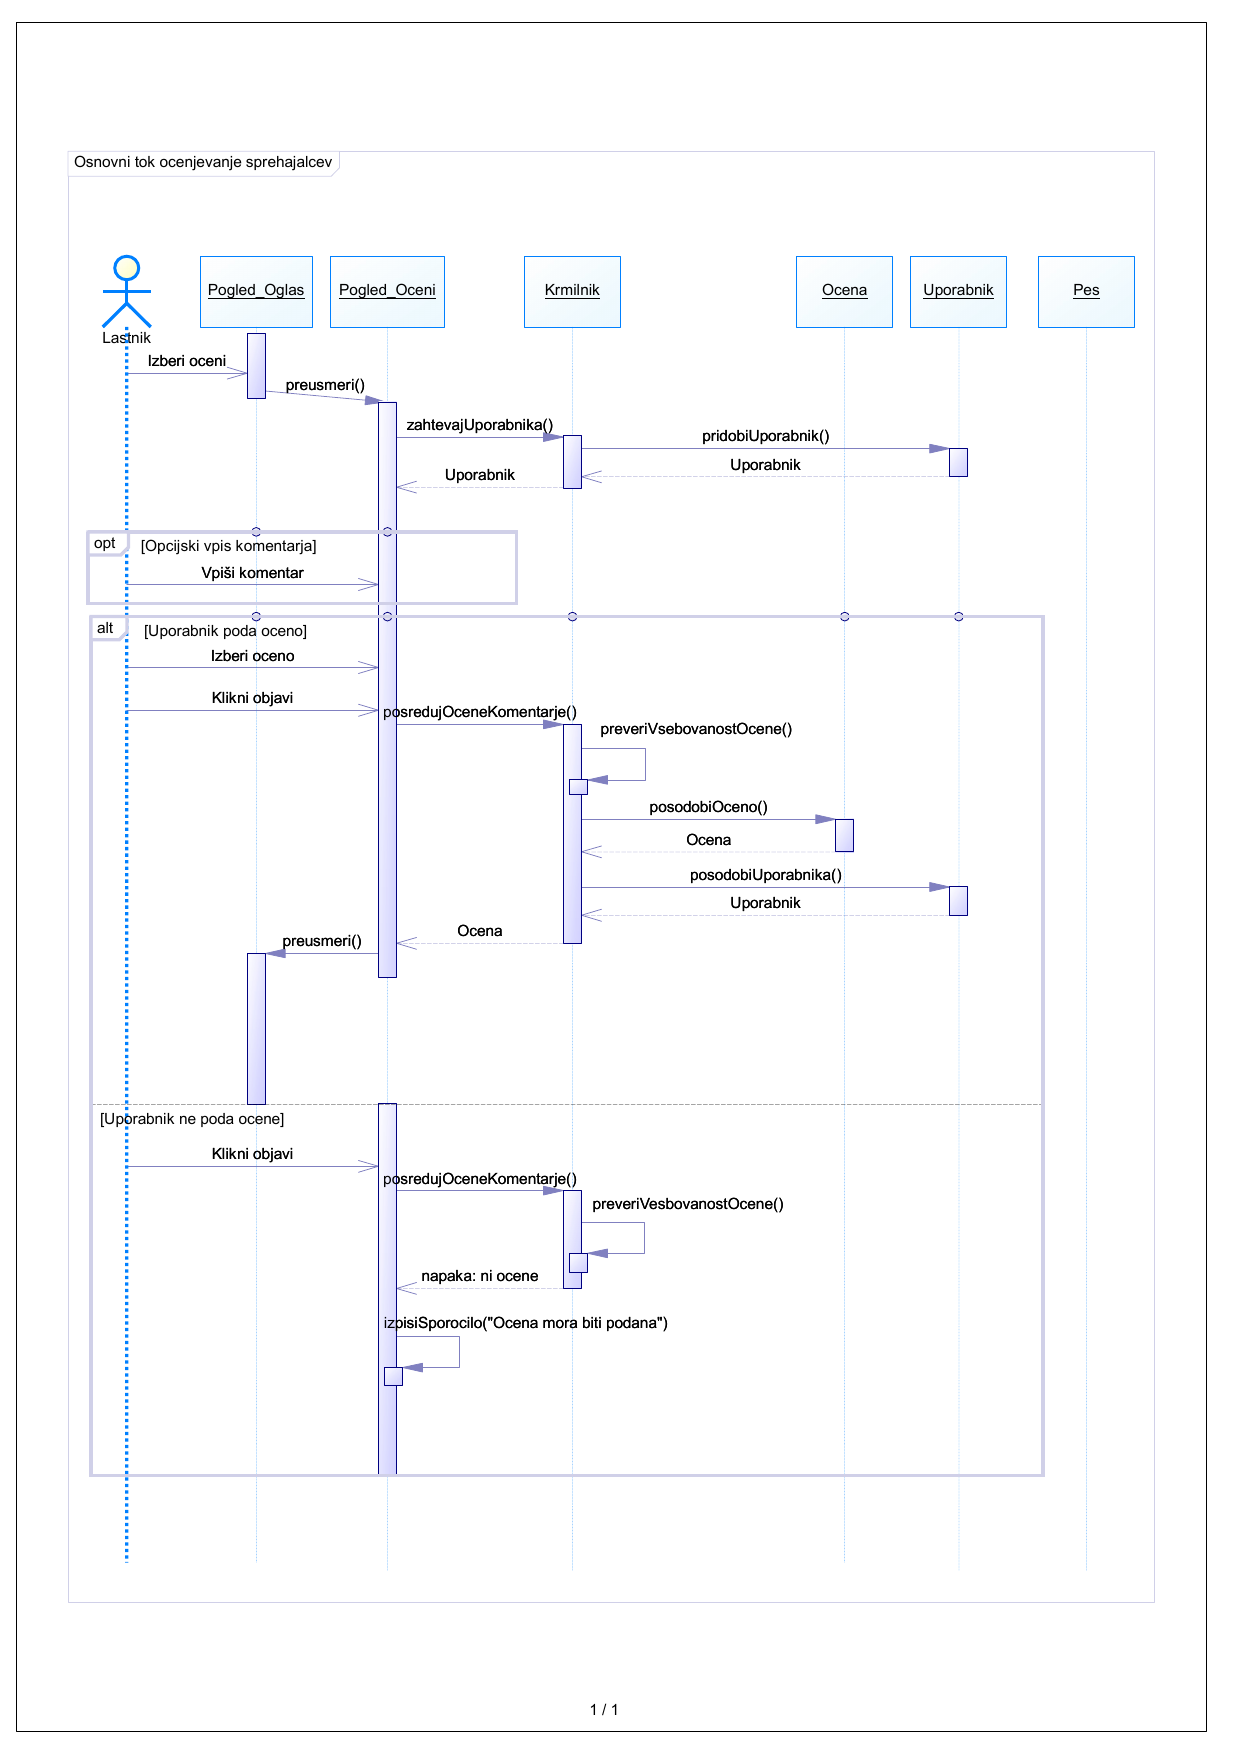 Osnovni tok ocenjevanje sprehajalcev
Lastnik
Pogled_Oglas
Pogled_Oceni
Krmilnik
Ocena
Uporabnik
Pes
Izberi oceni
preusmeri()
zahtevajUporabnika()
pridobiUporabnik()
Uporabnik
Uporabnik
opt
[Opcijski vpis komentarja]
Vpiši komentar
alt
[Uporabnik poda oceno]
Izberi oceno
Klikni objavi
posredujOceneKomentarje()
preveriVsebovanostOcene()
posodobiOceno()
Ocena
posodobiUporabnika()
Uporabnik
Ocena
preusmeri()
[Uporabnik ne poda ocene]
Klikni objavi
posredujOceneKomentarje()
preveriVesbovanostOcene()
napaka: ni ocene
izpisiSporocilo("Ocena mora biti podana")
1 / 1